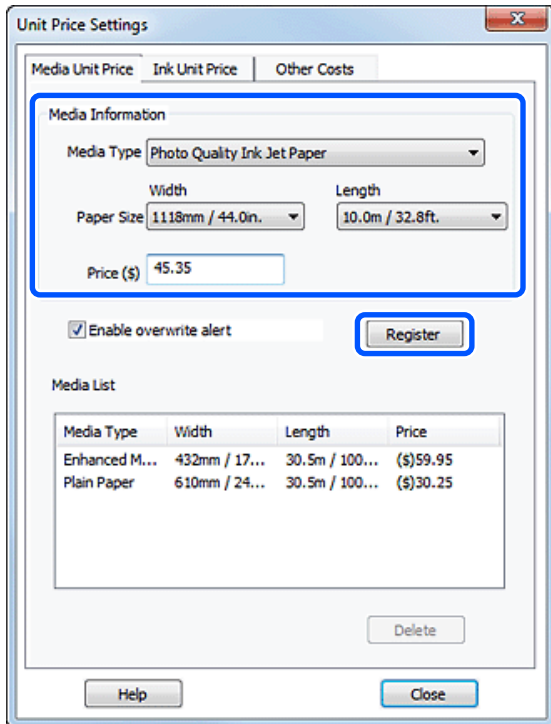 Unit Price Settings
Media Unit Price Ink Unit Price Other Costs
Media Information
Media Type Photo Quality Ink Jet Paper
Width Length
Paper Size 1118mm / 44.0in. 10.0m / 32.8ft.
Price ($) 45.35
Enable overwrite alert Register
Media List
Media Type Width Length Price
Enhanced M... 432mm / 17... 30.5m / 100... ($)59.95
Plain Paper 610mm / 24... 30.5m / 100... ($)30.25
Delete
Help Close